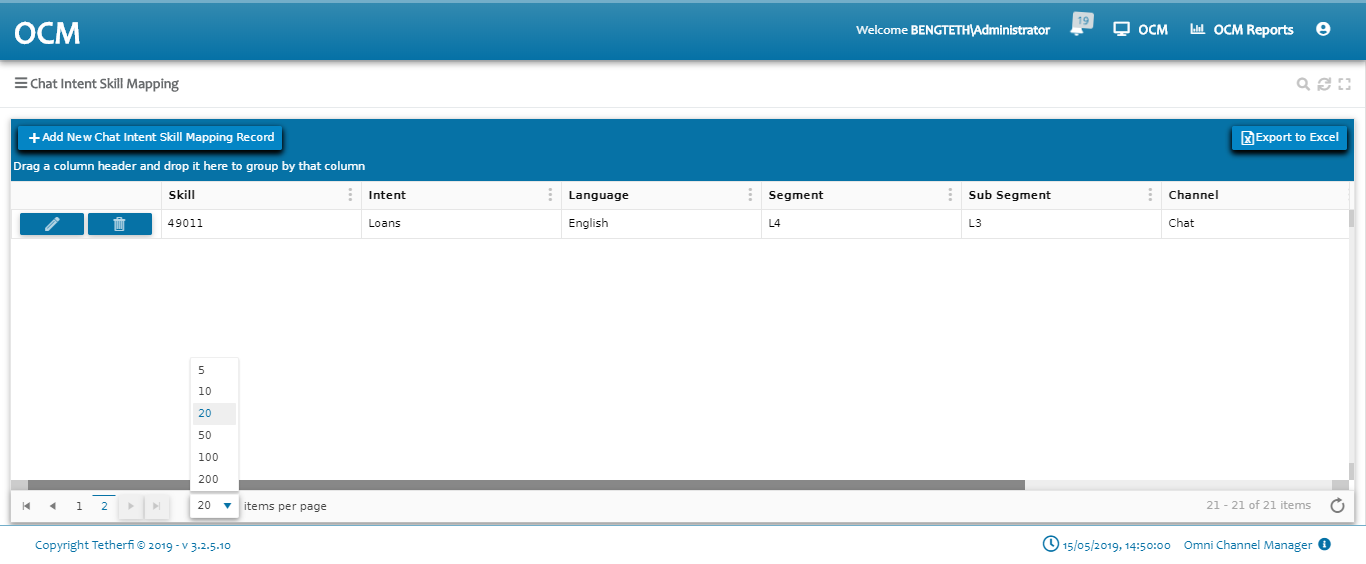 OCM
Welcome BENGTETH\Administrator
19
OCM
OCM Reports
Chat Intent Skill Mapping
Add New Chat Intent Skill Mapping Record
Export to Excel
Drag a column header and drop it here to group by that column
Skill Intent Language Segment Sub Segment Channel
49011 Loans English L4 L3 Chat
5
10
20
50
100
200
1 2 20 items per page 21 - 21 of 21 items
Copyright Tetherfi © 2019 - v 3.2.5.10 15/05/2019, 14:50:00 Omni Channel Manager